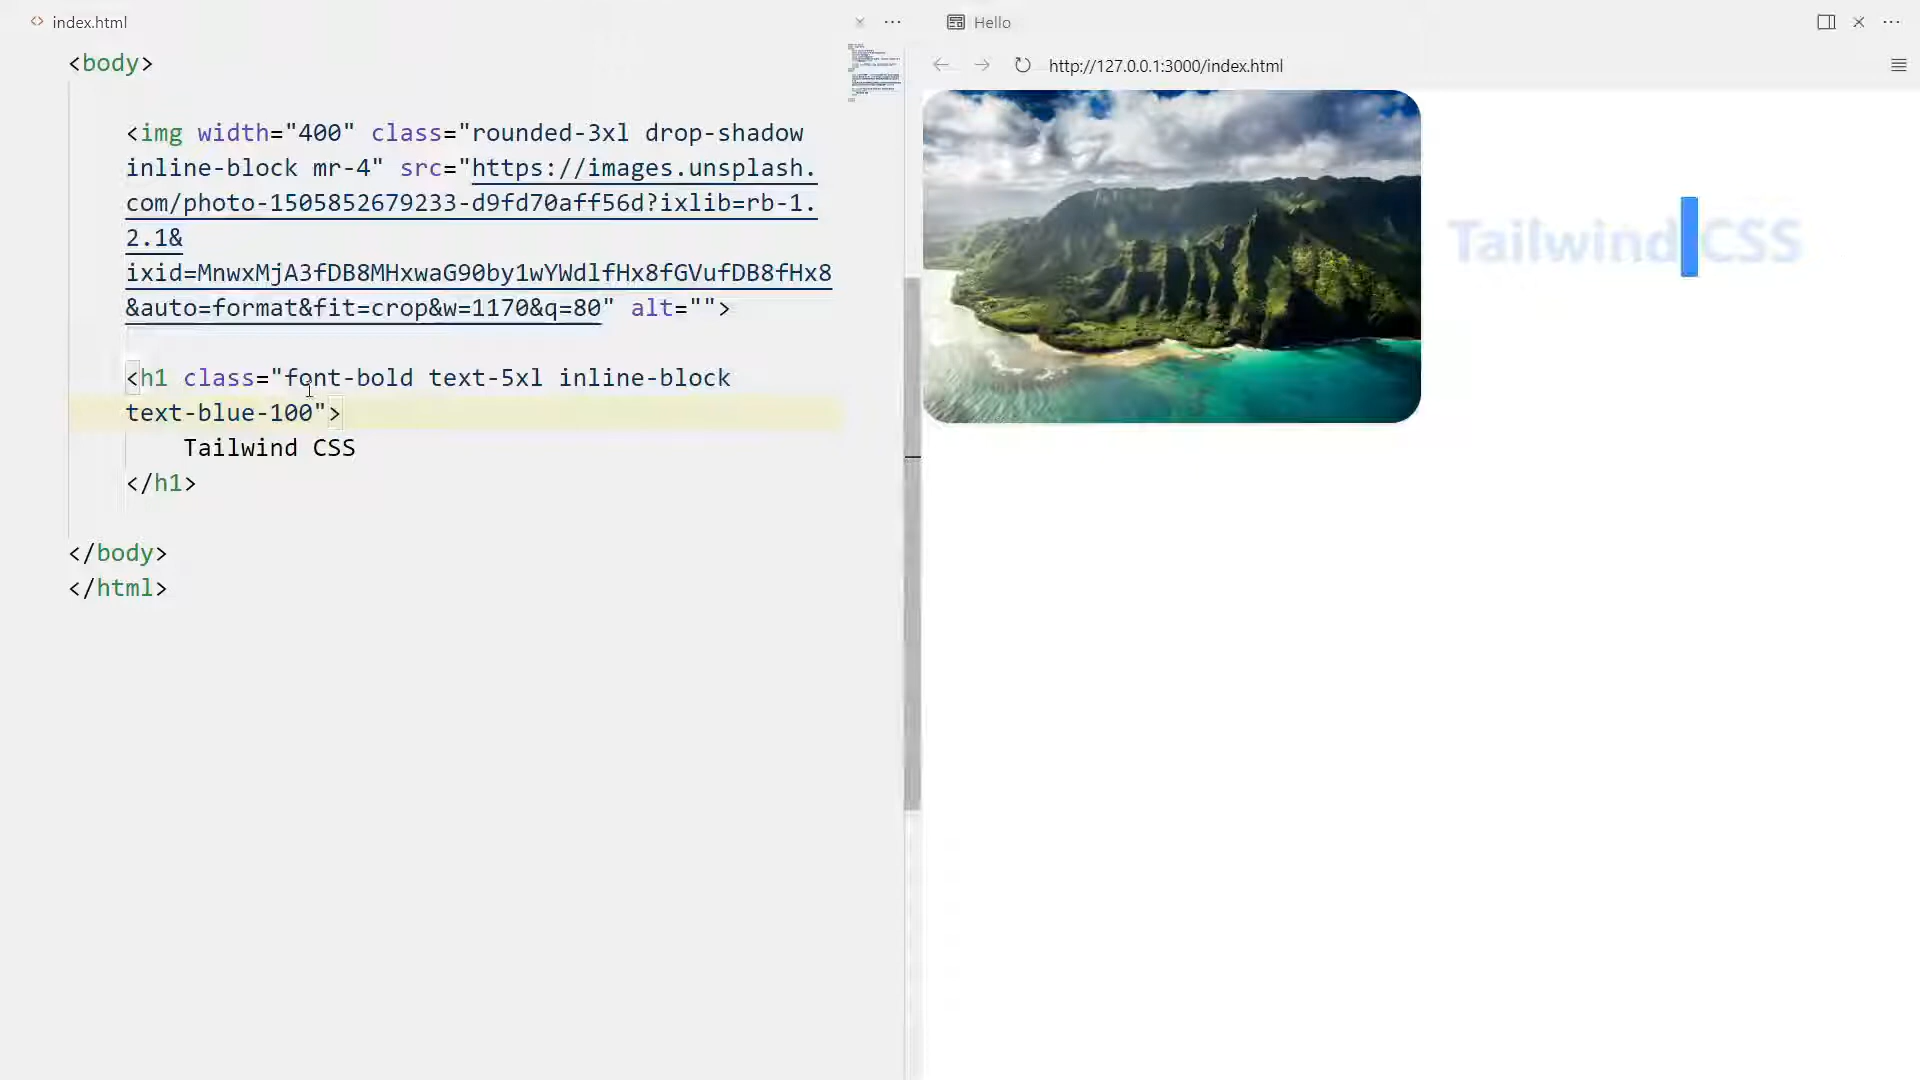 index.html
<body>
<img width="400" class="rounded-3xl drop-shadow
inline-block mr-4" src="https://images.unsplash.
com/photo-1505852679233-d9fd70aff56d?ixlib=rb-1.
2.1&
ixid=MnwxMjA3fDB8MHxwaG90by1wYWdlfHx8fGVufDB8fHx8
&auto=format&fit=crop&w=1170&q=80" alt="">
<h1 class="font-bold text-5xl inline-block
text-blue-100">
Tailwind CSS
</h1>
</body>
</html>
Hello
http://127.0.0.1:3000/index.html
Tailwind CSS